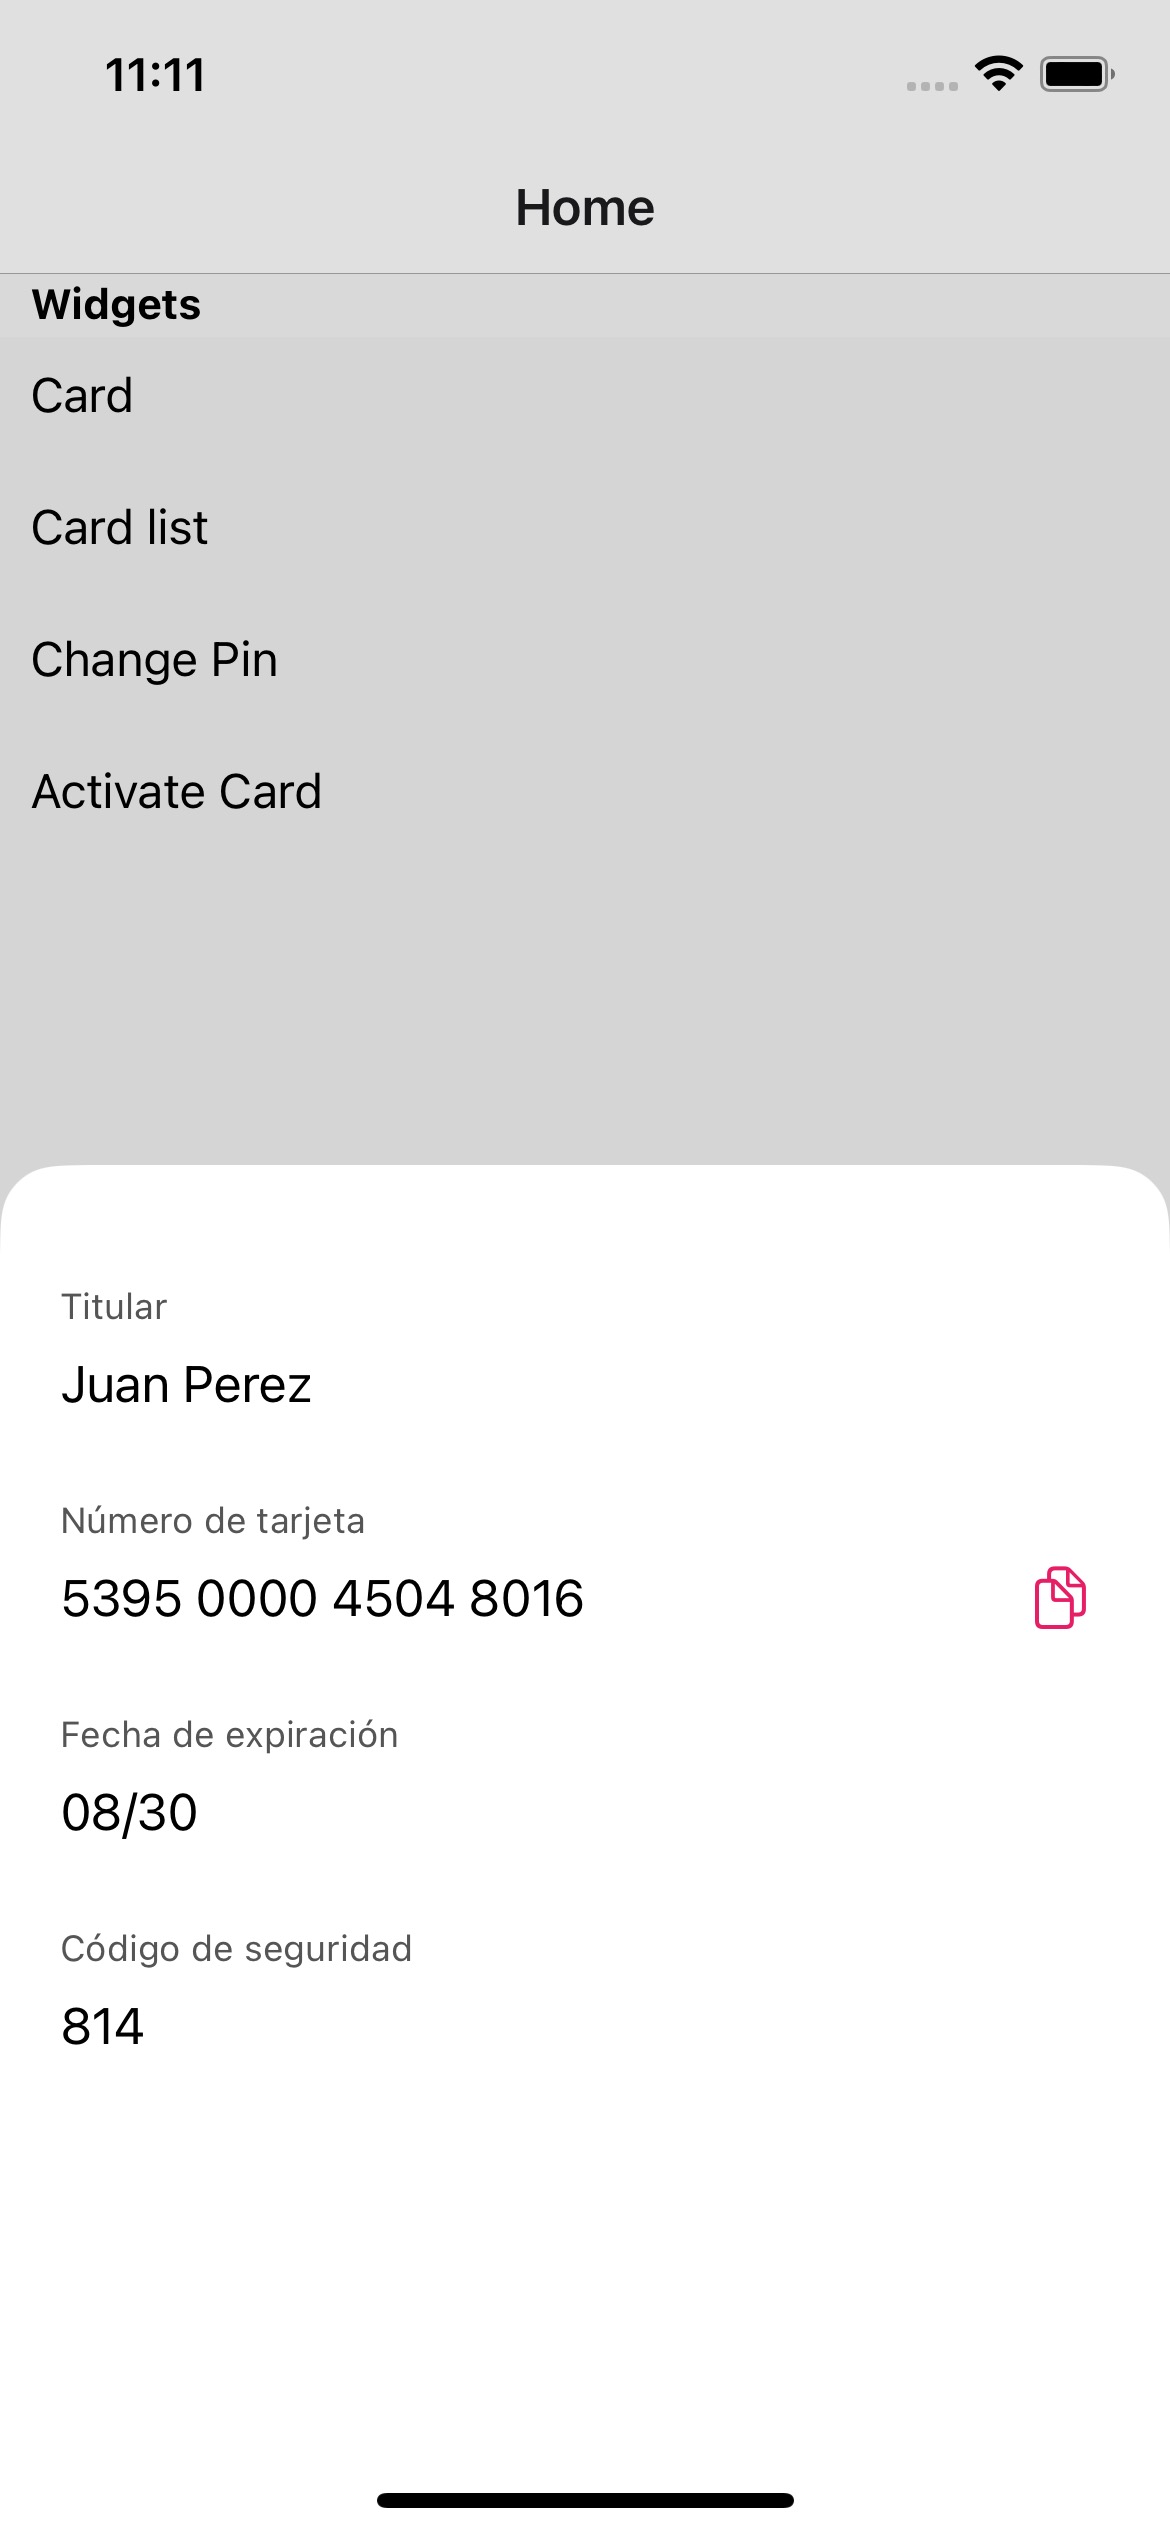 11:11
Home
Widgets
Card
Card list
Change Pin
Activate Card
Titular
Juan Perez
Número de tarjeta
5395 0000 4504 8016
Fecha de expiración
08/30
Código de seguridad
814